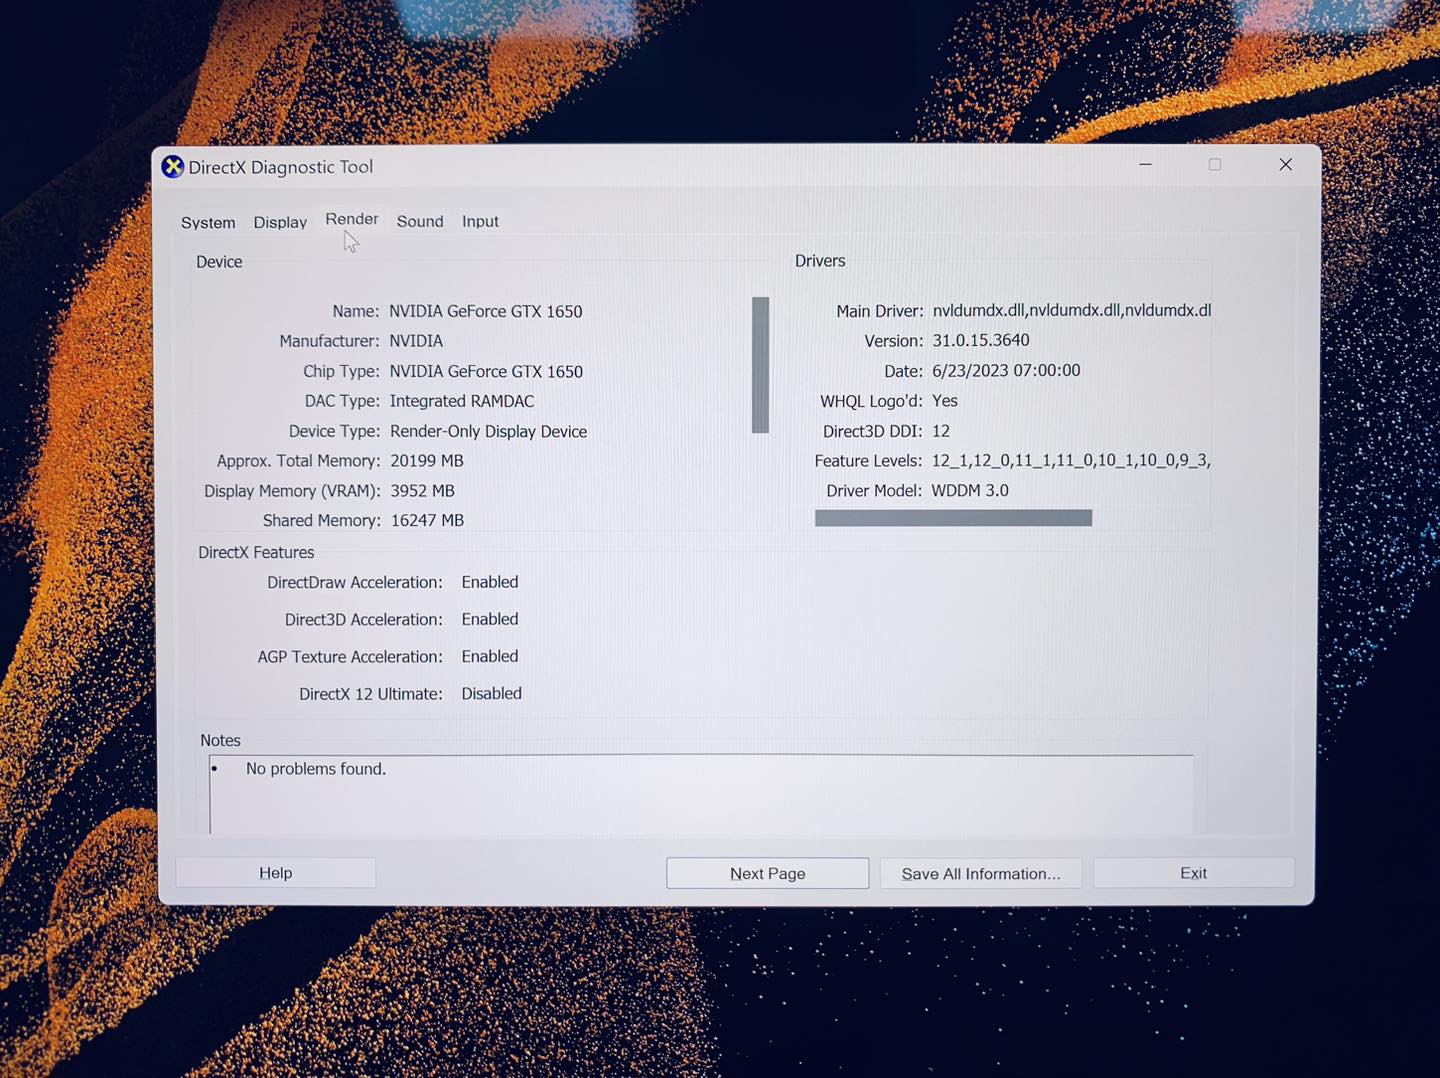 DirectX Diagnostic Tool
System Display Render Sound Input
Device
Name: NVIDIA GeForce GTX 1650
Manufacturer: NVIDIA
Chip Type: NVIDIA GeForce GTX 1650
DAC Type: Integrated RAMDAC
Device Type: Render-Only Display Device
Approx. Total Memory: 20199 MB
Display Memory (VRAM): 3952 MB
Shared Memory: 16247 MB
Drivers
Main Driver: nvldumdx.dll,nvldumdx.dll,nvldumdx.dl
Version: 31.0.15.3640
Date: 6/23/2023 07:00:00
WHQL Logo'd: Yes
Direct3D DDI: 12
Feature Levels: 12_1,12_0,11_1,11_0,10_1,10_0,9_3,
Driver Model: WDDM 3.0
DirectX Features
DirectDraw Acceleration: Enabled
Direct3D Acceleration: Enabled
AGP Texture Acceleration: Enabled
DirectX 12 Ultimate: Disabled
Notes
• No problems found.
Help Next Page Save All Information... Exit